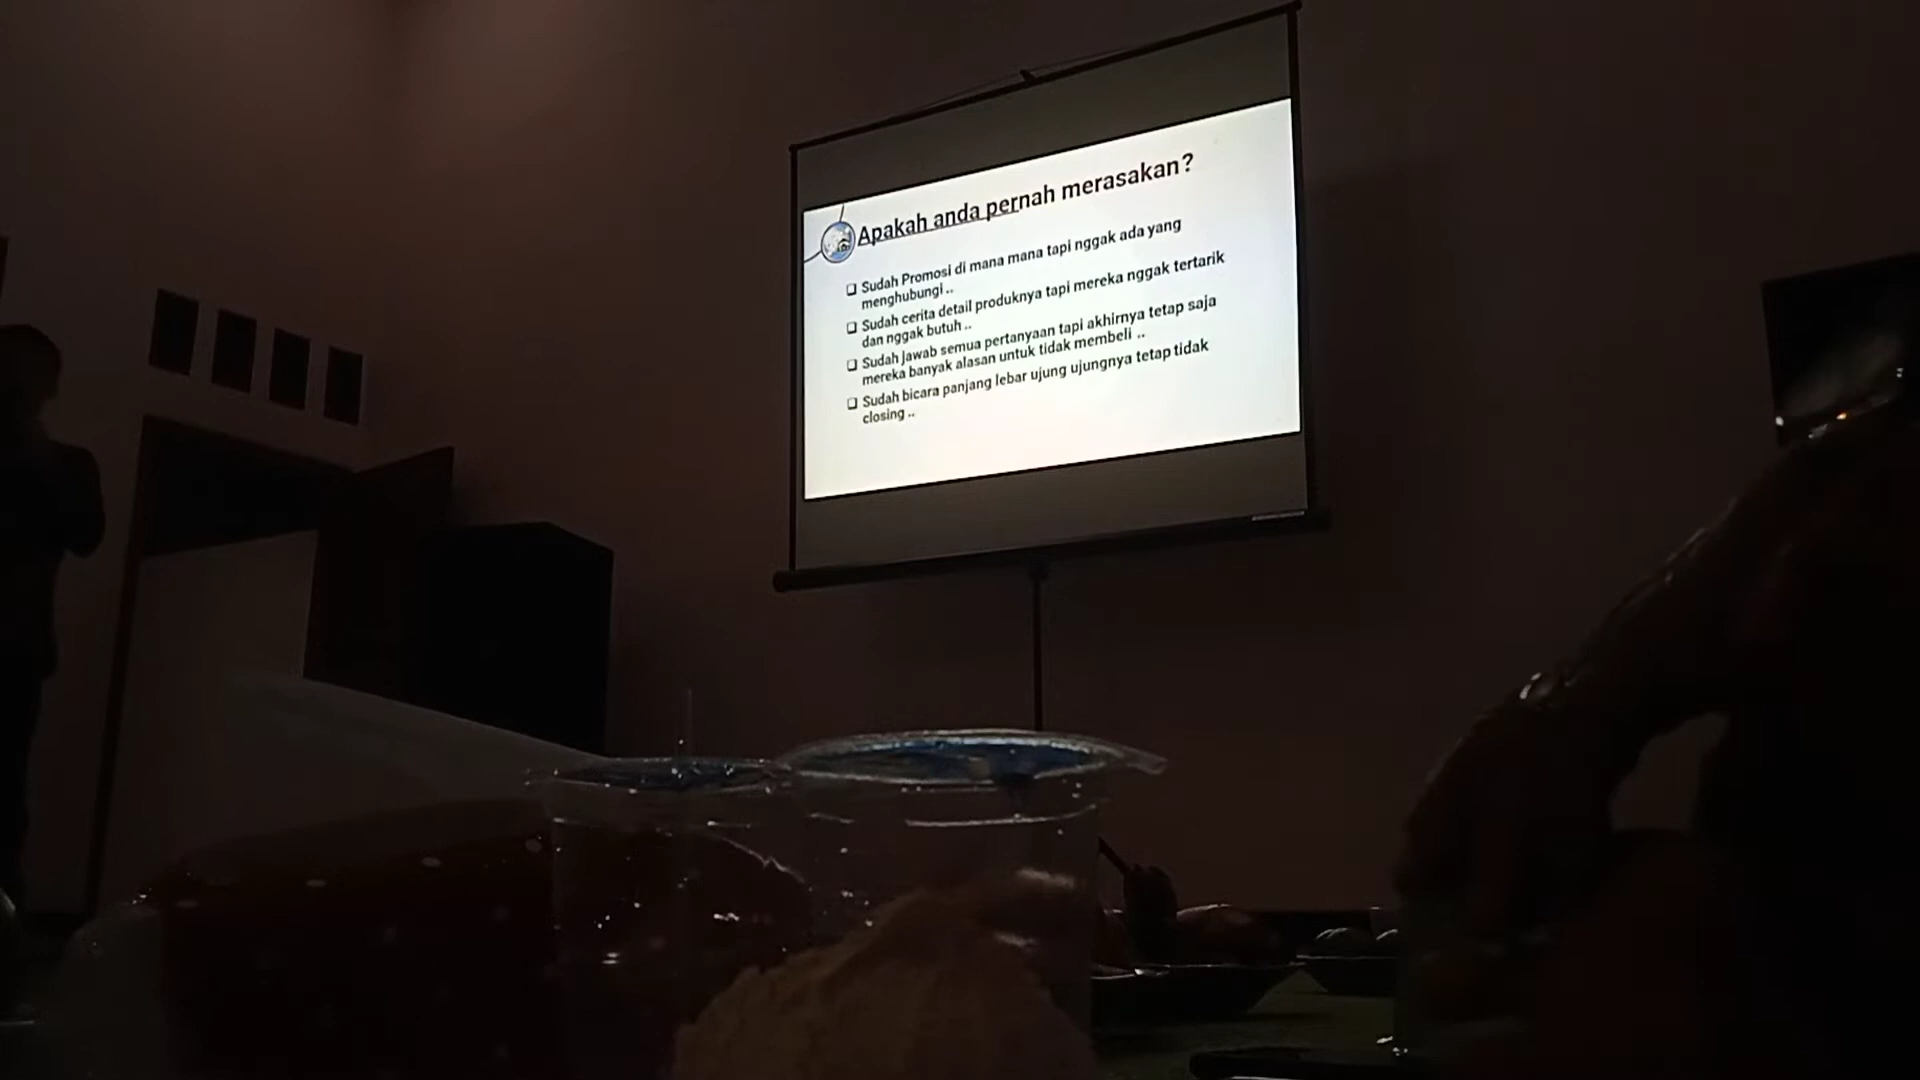 Apakah anda pernah merasakan?
❑ Sudah Promosi di mana mana tapi nggak ada yang
menghubungi ..
❑ Sudah cerita detail produknya tapi mereka nggak tertarik
dan nggak butuh ..
❑ Sudah jawab semua pertanyaan tapi akhirnya tetap saja
mereka banyak alasan untuk tidak membeli ..
❑ Sudah bicara panjang lebar ujung ujungnya tetap tidak
closing ..